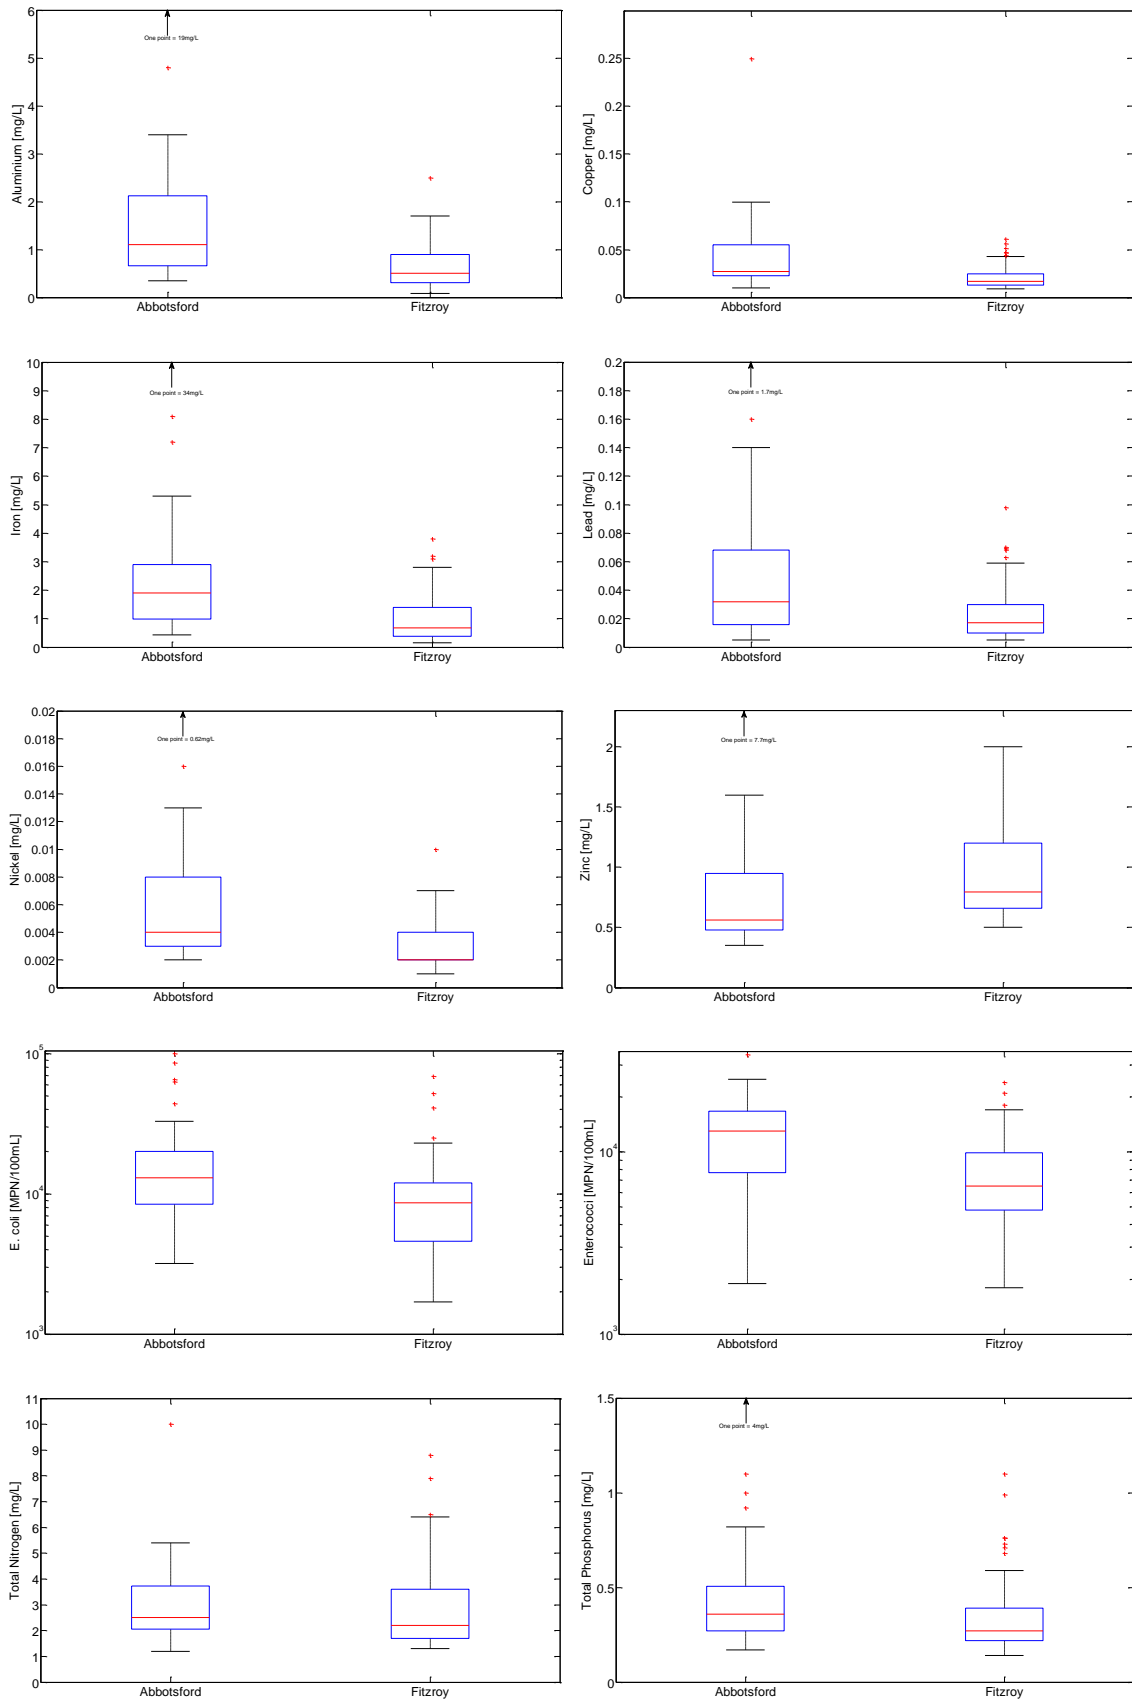 6
5
4
3
2
1
0
Aluminium [mg/L]
One point = 19mg/L
Abbotsford Fitzroy
0.25
0.2
0.15
0.1
0.05
0
Copper [mg/L]
Abbotsford Fitzroy
10
9
8
7
6
5
4
3
2
1
0
Iron [mg/L]
One point = 34mg/L
Abbotsford Fitzroy
0.2
0.18
0.16
0.14
0.12
0.1
0.08
0.06
0.04
0.02
0
Lead [mg/L]
One point = 1.7mg/L
Abbotsford Fitzroy
0.02
0.018
0.016
0.014
0.012
0.01
0.008
0.006
0.004
0.002
0
Nickel [mg/L]
One point = 0.62mg/L
Abbotsford Fitzroy
2
1.5
1
0.5
0
Zinc [mg/L]
One point = 7.7mg/L
Abbotsford Fitzroy
10^5
10^4
10^3
E. coli [MPN/100mL]
Abbotsford Fitzroy
10^4
10^3
Enterococci [MPN/100mL]
Abbotsford Fitzroy
11
10
9
8
7
6
5
4
3
2
1
0
Total Nitrogen [mg/L]
Abbotsford Fitzroy
1.5
1
0.5
0
Total Phosphorus [mg/L]
One point = 4mg/L
Abbotsford Fitzroy